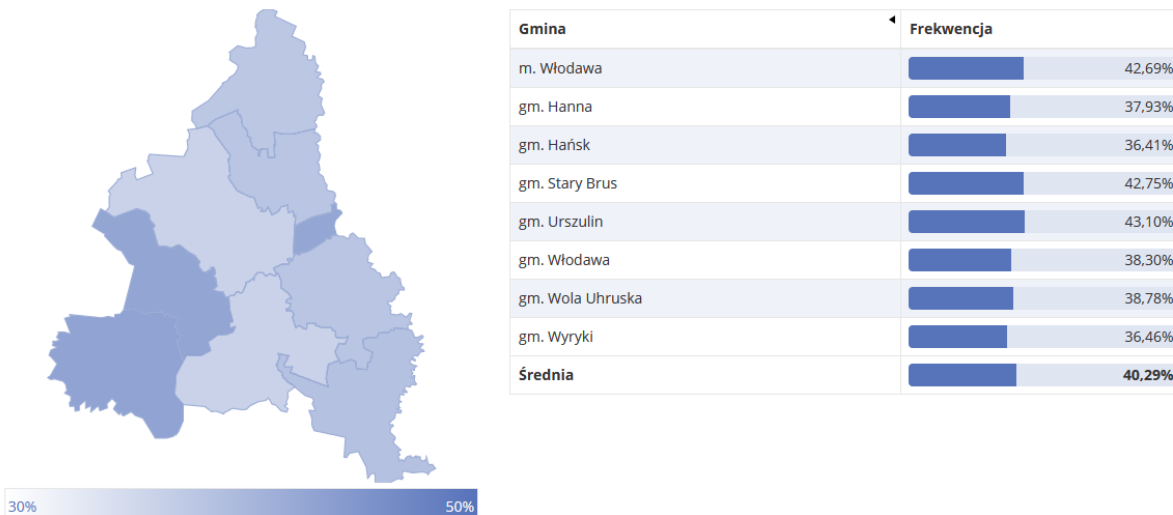 Gmina Frekwencja
m. Włodawa 42,69%
gm. Hanna 37,93%
gm. Hańsk 36,41%
gm. Stary Brus 42,75%
gm. Urszulin 43,10%
gm. Włodawa 38,30%
gm. Wola Uhruska 38,78%
gm. Wyryki 36,46%
Średnia 40,29%
30% 50%